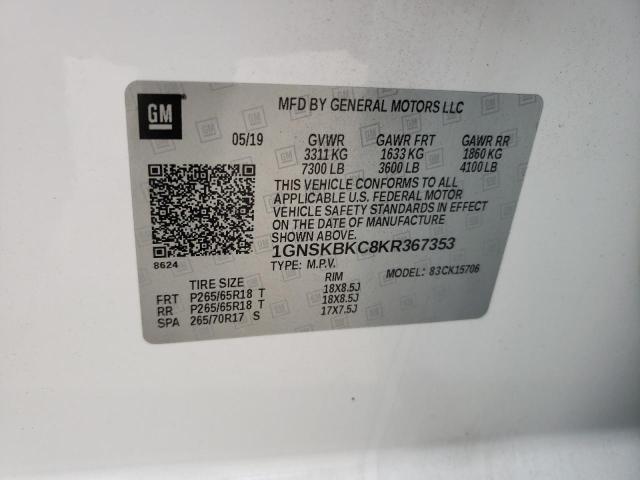 GM
MFD BY GENERAL MOTORS LLC
05/19 GVWR GAWR FRT GAWR RR
3311 KG 1633 KG 1860 KG
7300 LB 3600 LB 4100 LB
THIS VEHICLE CONFORMS TO ALL
APPLICABLE U.S. FEDERAL MOTOR
VEHICLE SAFETY STANDARDS IN EFFECT
ON THE DATE OF MANUFACTURE
SHOWN ABOVE.
8624
1GNSKBKC8KR367353
TYPE: M.P.V. MODEL: 83CK15706
TIRE SIZE RIM
FRT P265/65R18 T 18X8.5J
RR P265/65R18 T 18X8.5J
SPA 265/70R17 S 17X7.5J